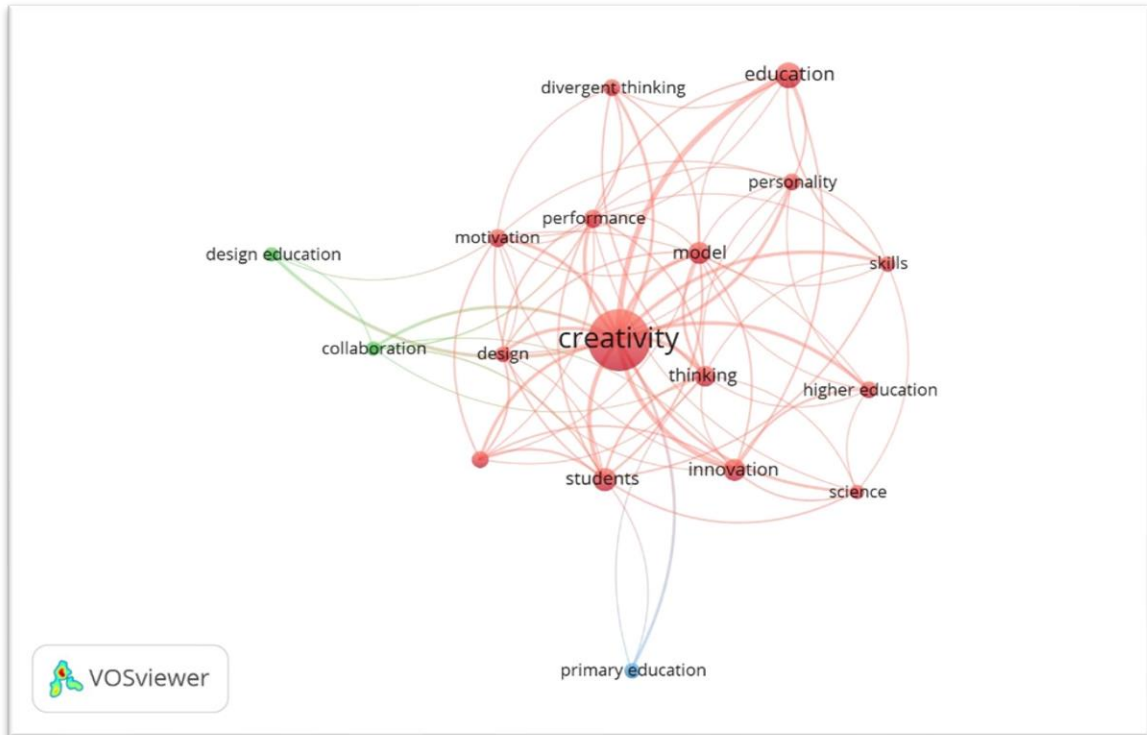 education
divergent thinking
personality
performance
motivation
model
design education
skills
creativity
collaboration
design
thinking
higher education
innovation
students
science
primary education
VOSviewer